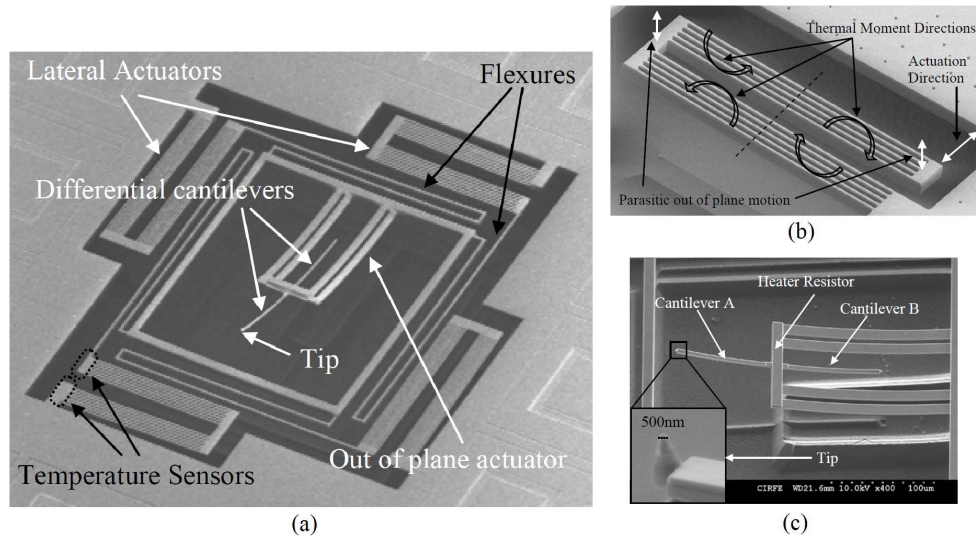 Lateral Actuators
Flexures
Differential cantilevers
Tip
Temperature Sensors
Out of plane actuator
(a)
Thermal Moment Directions
Actuation
Direction
Parasitic out of plane motion
(b)
Heater Resistor
Cantilever A
Cantilever B
500nm
Tip
CIRFE WD21.6mm 10.0kV x400 100um
(c)